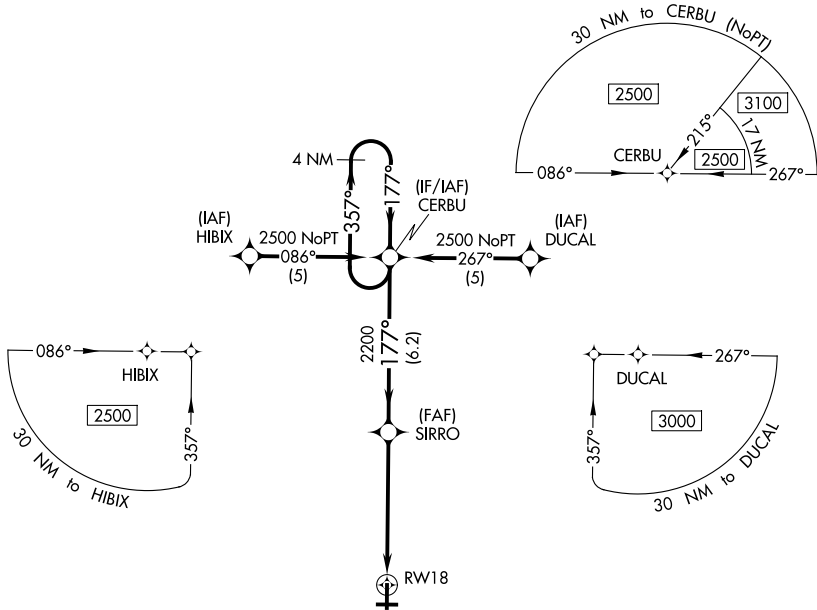 30 NM to CERBU (NoPT)
2500
3100
215°
17 NM
CERBU
2500
086°
267°
4 NM
357°
177°
(IF/IAF)
CERBU
(IAF)
HIBIX
2500 NoPT
086°
(5)
2500 NoPT
267°
(5)
(IAF)
DUCAL
2200
177°
(6.2)
086°
HIBIX
2500
357°
30 NM to HIBIX
267°
DUCAL
3000
357°
30 NM to DUCAL
(FAF)
SIRRO
RW18